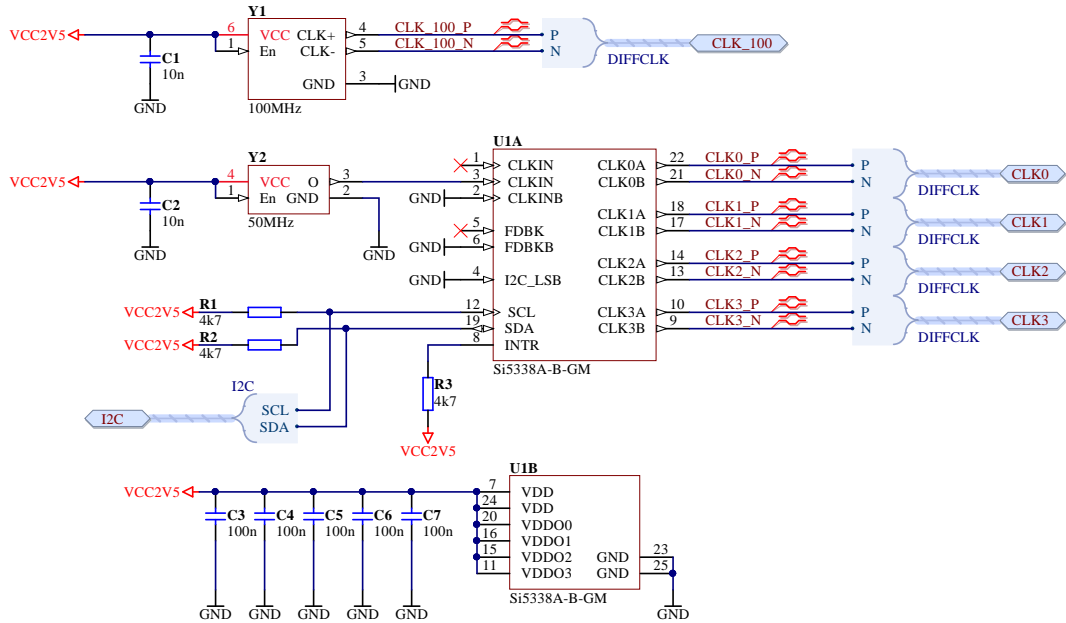 Y1
VCC2V5
6 VCC CLK+ 4 CLK_100_P P
1 En CLK- 5 CLK_100_N N
CLK_100
DIFFCLK
C1
10n
GND 3 GND
GND
100MHz
Y2
VCC2V5
4 VCC O 3
1 En GND 2
C2
10n
50MHz
GND
GND
U1A
1 CLKIN
3 CLKIN
GND 2 CLKINB
5 FDBK
GND 6 FDBKB
GND 4 I2C_LSB
12 SCL
19 SDA
8 INTR
CLK0A 22 CLK0_P P
CLK0B 21 CLK0_N N
DIFFCLK
CLK0
CLK1A 18 CLK1_P P
CLK1B 17 CLK1_N N
DIFFCLK
CLK1
CLK2A 14 CLK2_P P
CLK2B 13 CLK2_N N
DIFFCLK
CLK2
CLK3A 10 CLK3_P P
CLK3B 9 CLK3_N N
DIFFCLK
CLK3
Si5338A-B-GM
VCC2V5 R1
4k7
VCC2V5 R2
4k7
R3
4k7
VCC2V5
I2C
I2C
SCL
SDA
U1B
VCC2V5
7 VDD
24 VDD
20 VDDO0
16 VDDO1
15 VDDO2
11 VDDO3
GND 23
GND 25
Si5338A-B-GM
C3 C4 C5 C6 C7
100n 100n 100n 100n 100n
GND GND GND GND GND
GND